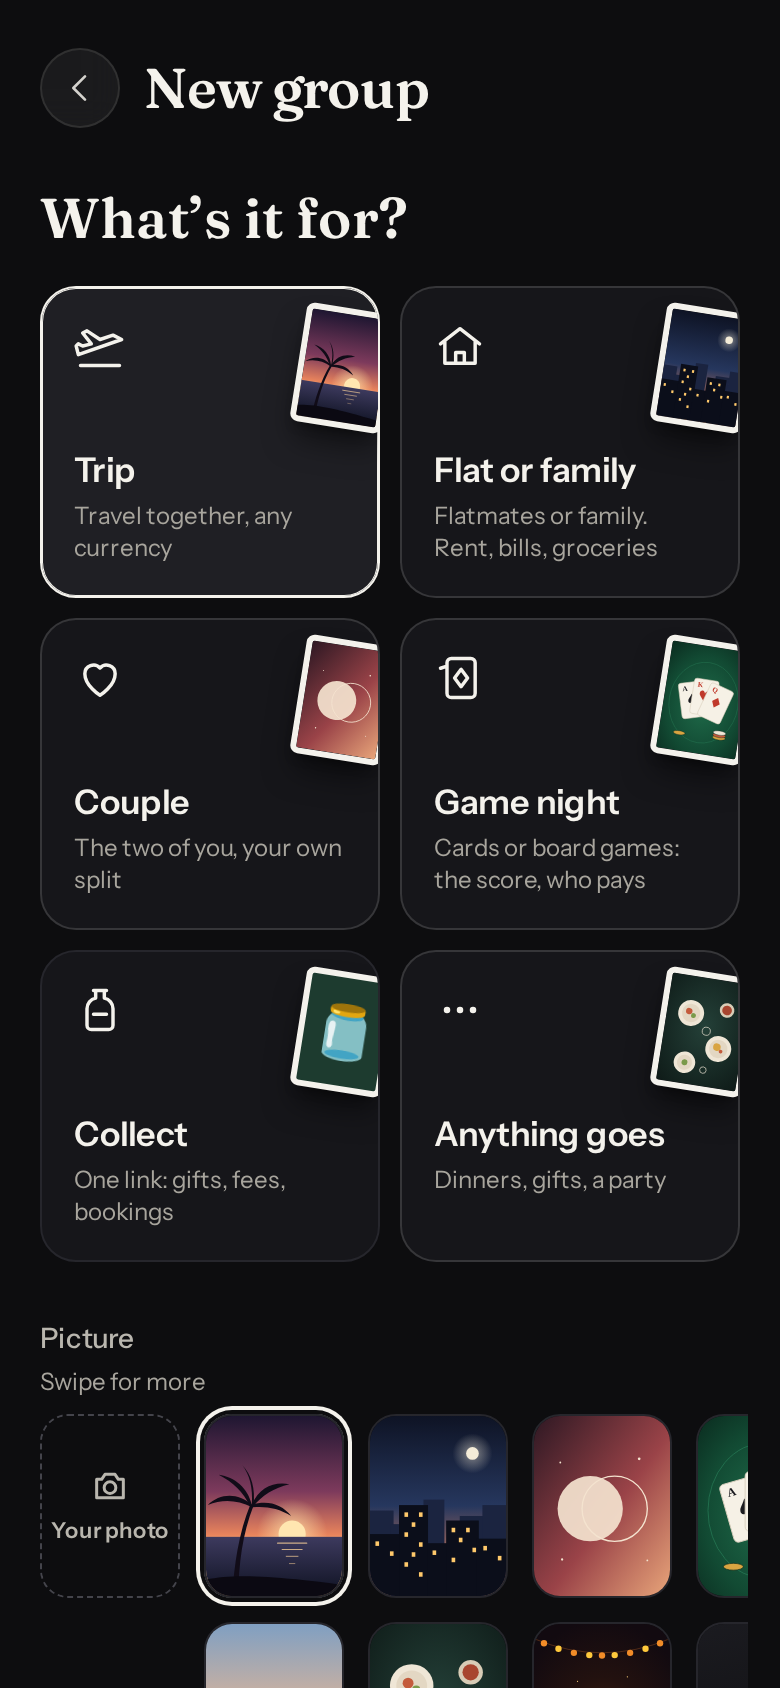 New group
What’s it for?
Trip
Travel together, any
currency
Flat or family
Flatmates or family.
Rent, bills, groceries
Couple
The two of you, your own
split
A K Q
Game night
Cards or board games:
the score, who pays
Collect
One link: gifts, fees,
bookings
Anything goes
Dinners, gifts, a party
Picture
Swipe for more
Your photo
A